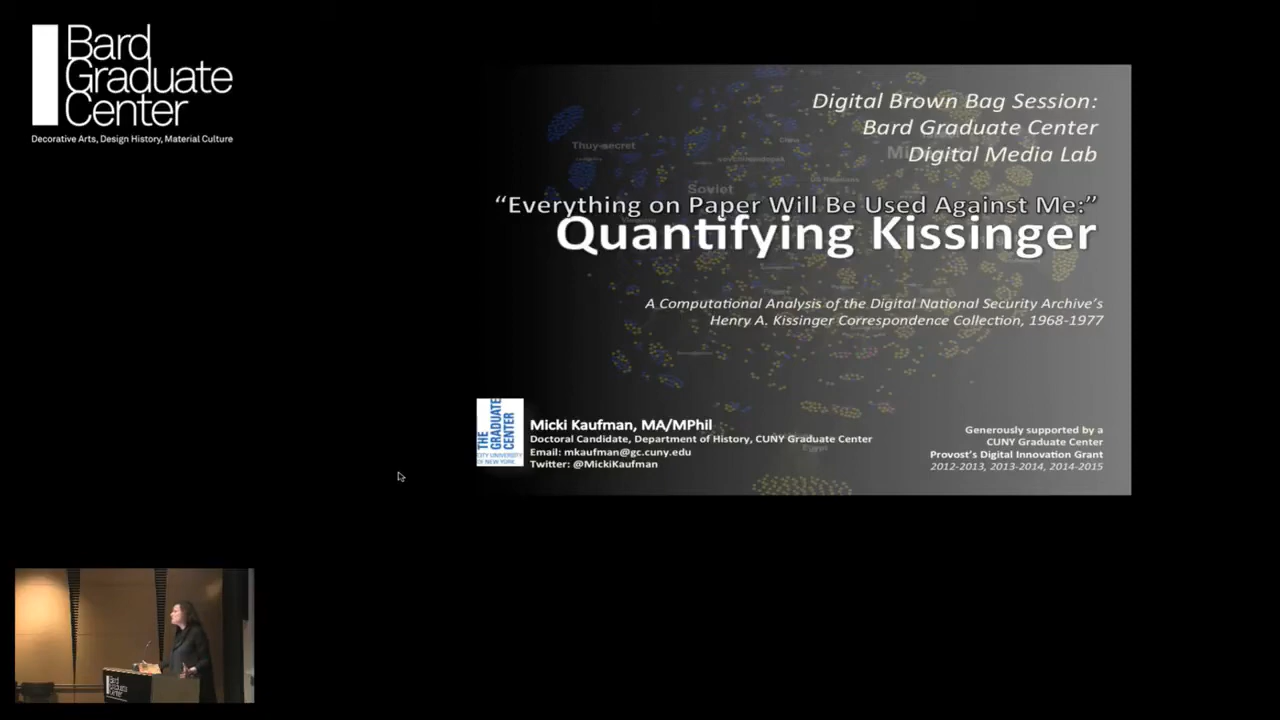 Bard
Graduate
Center
Decorative Arts, Design History, Material Culture
Digital Brown Bag Session:
Bard Graduate Center
Digital Media Lab
Thuy-secret
Soviet
“Everything on Paper Will Be Used Against Me:”
Quantifying Kissinger
A Computational Analysis of the Digital National Security Archive’s
Henry A. Kissinger Correspondence Collection, 1968-1977
THE
GRADUATE
CENTER
CITY UNIVERSITY
OF NEW YORK
Micki Kaufman, MA/MPhil
Doctoral Candidate, Department of History, CUNY Graduate Center
Email: mkaufman@gc.cuny.edu
Twitter: @MickiKaufman
Generously supported by a
CUNY Graduate Center
Provost’s Digital Innovation Grant
2012-2013, 2013-2014, 2014-2015
Bard
Graduate
Center